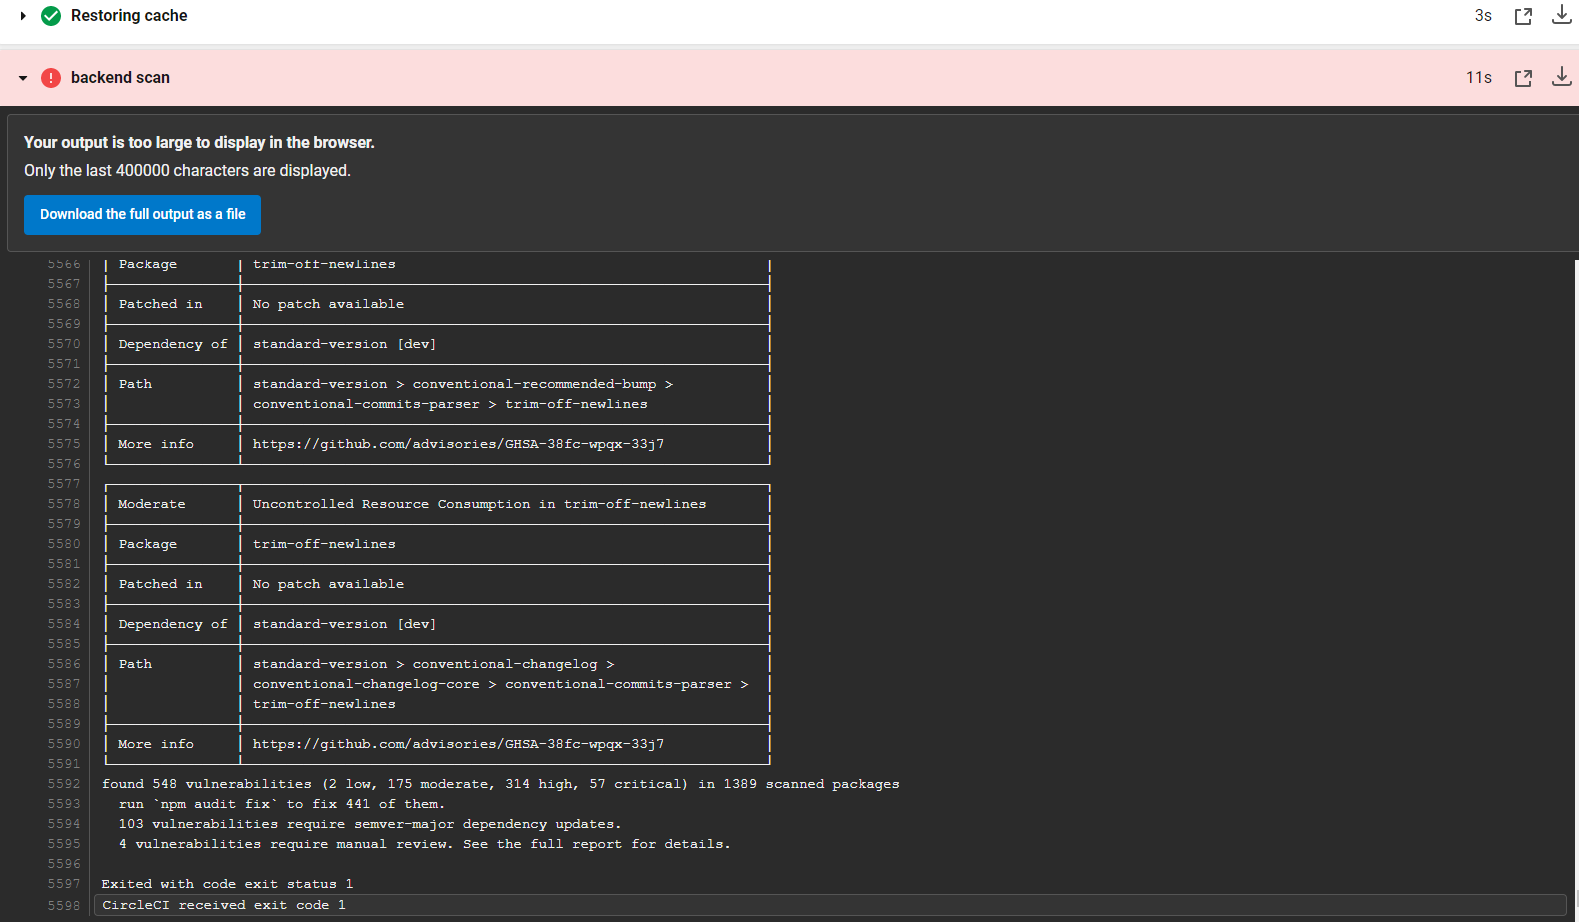 Restoring cache 3s
backend scan 11s
Your output is too large to display in the browser.
Only the last 400000 characters are displayed.
Download the full output as a file
5566 | Package | trim-off-newlines |
5567
5568 | Patched in | No patch available |
5569
5570 | Dependency of | standard-version [dev] |
5571
5572 | Path | standard-version > conventional-recommended-bump > |
5573 | | conventional-commits-parser > trim-off-newlines |
5574
5575 | More info | https://github.com/advisories/GHSA-38fc-wpqx-33j7 |
5576
5577
5578 | Moderate | Uncontrolled Resource Consumption in trim-off-newlines |
5579
5580 | Package | trim-off-newlines |
5581
5582 | Patched in | No patch available |
5583
5584 | Dependency of | standard-version [dev] |
5585
5586 | Path | standard-version > conventional-changelog > |
5587 | | conventional-changelog-core > conventional-commits-parser > |
5588 | | trim-off-newlines |
5589
5590 | More info | https://github.com/advisories/GHSA-38fc-wpqx-33j7 |
5591
5592 found 548 vulnerabilities (2 low, 175 moderate, 314 high, 57 critical) in 1389 scanned packages
5593 run `npm audit fix` to fix 441 of them.
5594 103 vulnerabilities require semver-major dependency updates.
5595 4 vulnerabilities require manual review. See the full report for details.
5596
5597 Exited with code exit status 1
5598 CircleCI received exit code 1